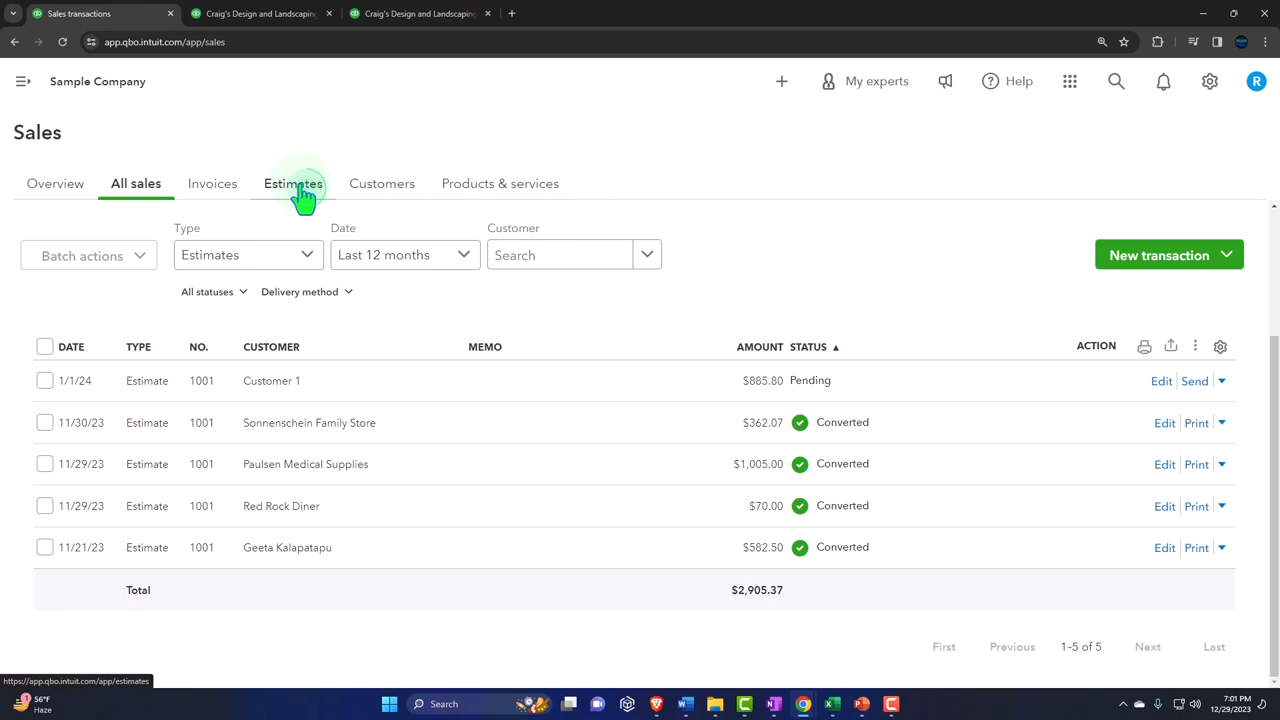 Sales transactions
Craig's Design and Landscaping
Craig's Design and Landscaping
app.qbo.intuit.com/app/sales
Sample Company
My experts
Help
R
Sales
Overview
All sales
Invoices
Estimates
Customers
Products & services
Type
Date
Customer
Batch actions
Estimates
Last 12 months
Search
New transaction
All statuses
Delivery method
DATE TYPE NO. CUSTOMER MEMO AMOUNT STATUS ▲ ACTION
1/1/24 Estimate 1001 Customer 1 $885.80 Pending Edit Send
11/30/23 Estimate 1001 Sonnenschein Family Store $362.07 Converted Edit Print
11/29/23 Estimate 1001 Paulsen Medical Supplies $1,005.00 Converted Edit Print
11/29/23 Estimate 1001 Red Rock Diner $70.00 Converted Edit Print
11/21/23 Estimate 1001 Geeta Kalapatapu $582.50 Converted Edit Print
Total $2,905.37
First Previous 1–5 of 5 Next Last
https://app.qbo.intuit.com/app/estimates
56°F
Haze
Search
7:01 PM
12/29/2023